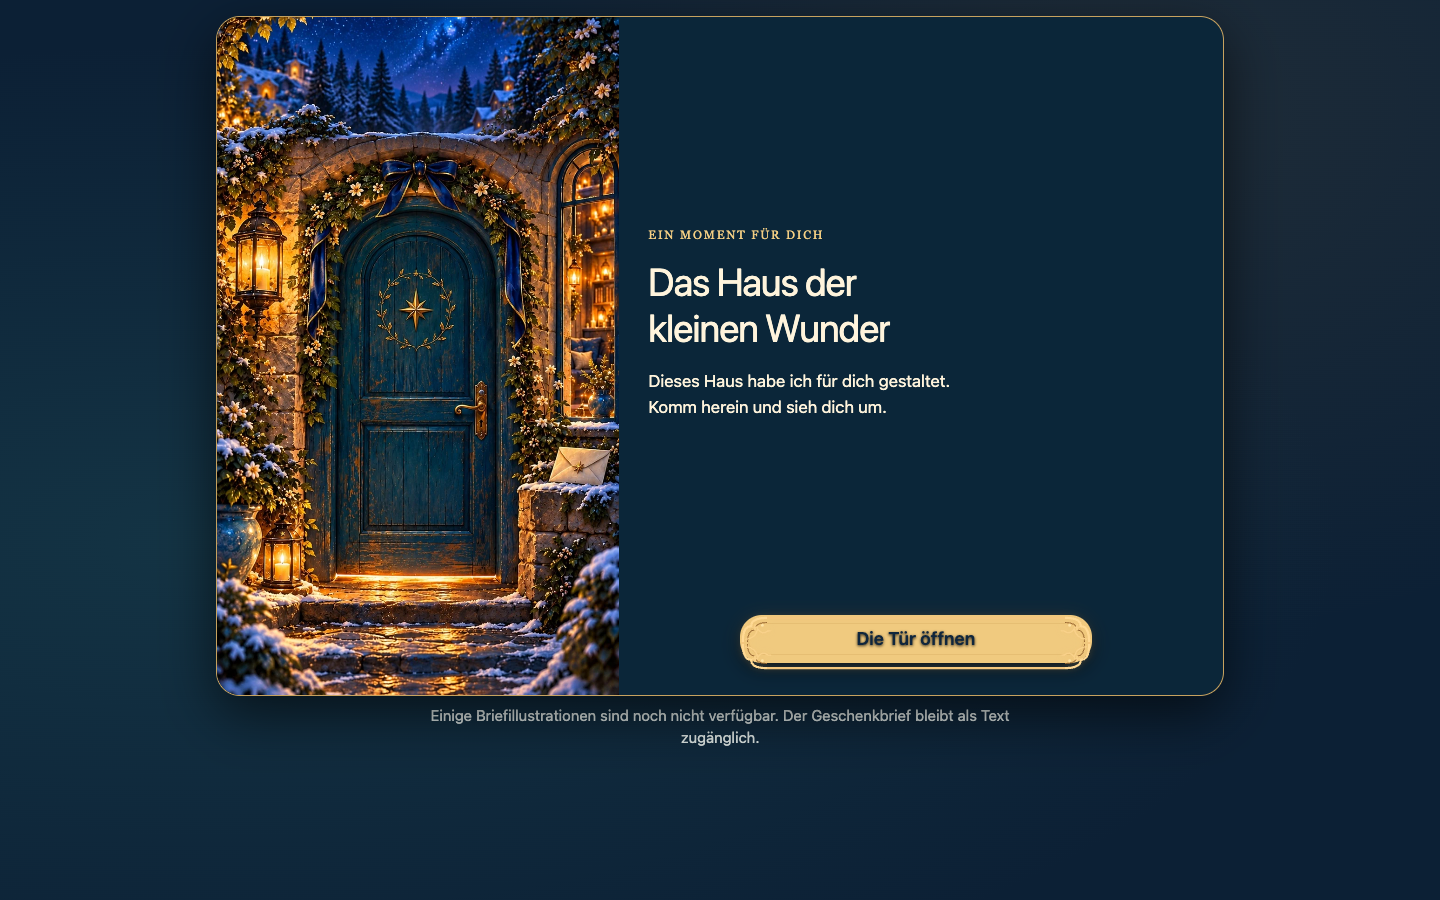 EIN MOMENT FÜR DICH
Das Haus der
kleinen Wunder
Dieses Haus habe ich für dich gestaltet.
Komm herein und sieh dich um.
Die Tür öffnen
Einige Briefillustrationen sind noch nicht verfügbar. Der Geschenkbrief bleibt als Text
zugänglich.